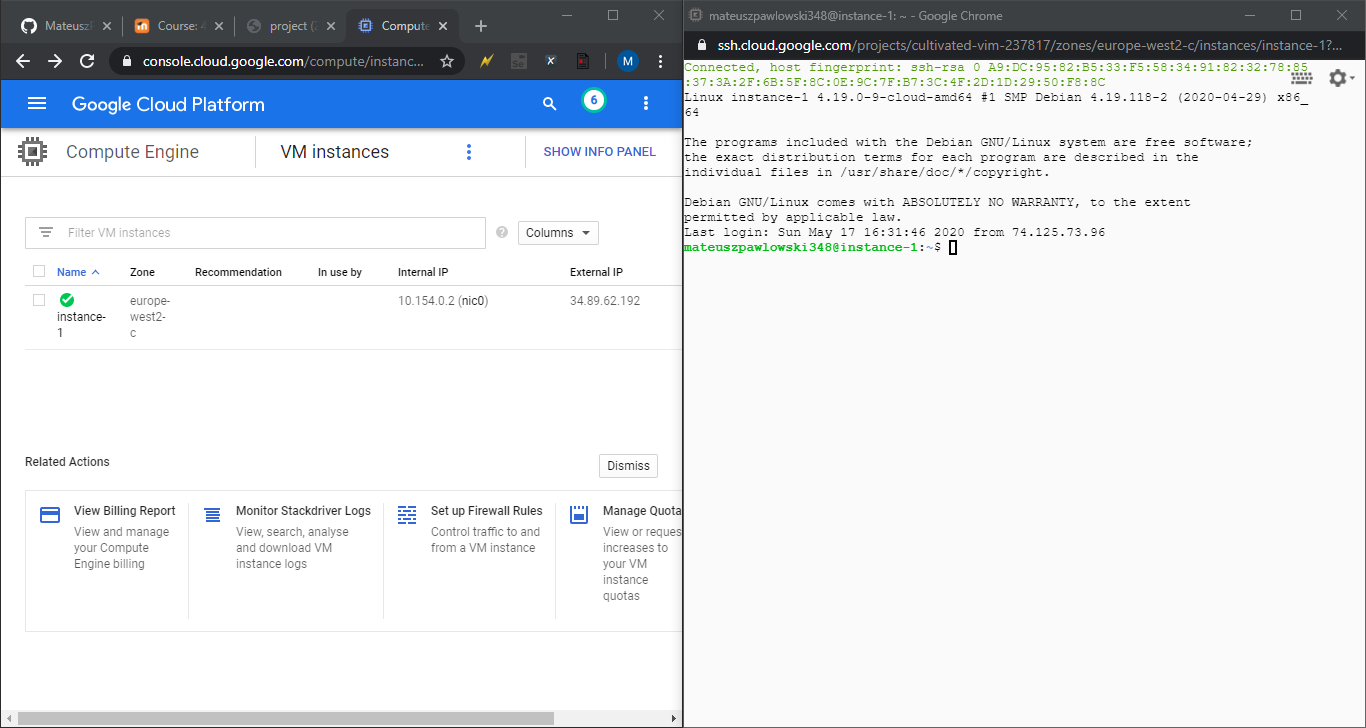 Mateusz
Course: 4
project (2
Compute
console.cloud.google.com/compute/instanc...
M
Google Cloud Platform
6
Compute Engine
VM instances
SHOW INFO PANEL
Filter VM instances
Columns
Name
Zone
Recommendation
In use by
Internal IP
External IP
instance-
1
europe-
west2-
c
10.154.0.2 (nic0)
34.89.62.192
Related Actions
Dismiss
View Billing Report
View and manage
your Compute
Engine billing
Monitor Stackdriver Logs
View, search, analyse
and download VM
instance logs
Set up Firewall Rules
Control traffic to and
from a VM instance
Manage Quota
View or reques
increases to
your VM
instance
quotas
mateuszpawlowski348@instance-1: ~ - Google Chrome
ssh.cloud.google.com/projects/cultivated-vim-237817/zones/europe-west2-c/instances/instance-1?...
Connected, host fingerprint: ssh-rsa 0 A9:DC:95:82:B5:33:F5:58:34:91:82:32:78:85
:37:3A:2F:6B:5F:8C:0E:9C:7F:B7:3C:4F:2D:1D:29:50:F8:8C
Linux instance-1 4.19.0-9-cloud-amd64 #1 SMP Debian 4.19.118-2 (2020-04-29) x86_
64
The programs included with the Debian GNU/Linux system are free software;
the exact distribution terms for each program are described in the
individual files in /usr/share/doc/*/copyright.
Debian GNU/Linux comes with ABSOLUTELY NO WARRANTY, to the extent
permitted by applicable law.
Last login: Sun May 17 16:31:46 2020 from 74.125.73.96
mateuszpawlowski348@instance-1:~$